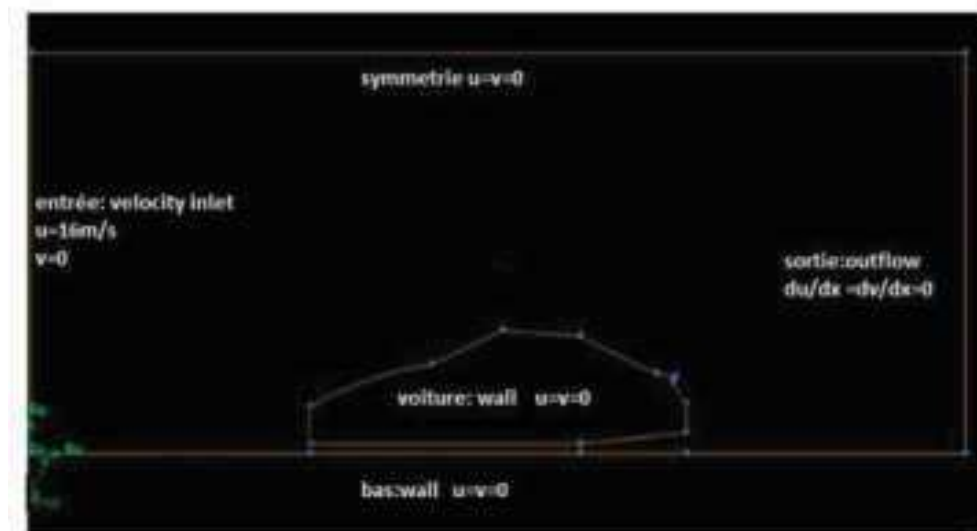 symmetrie u=v=0
entrée: velocity inlet
u=16m/s
v=0
sortie:outflow
du/dx =dv/dx=0
voiture: wall u=v=0
bas:wall u=v=0